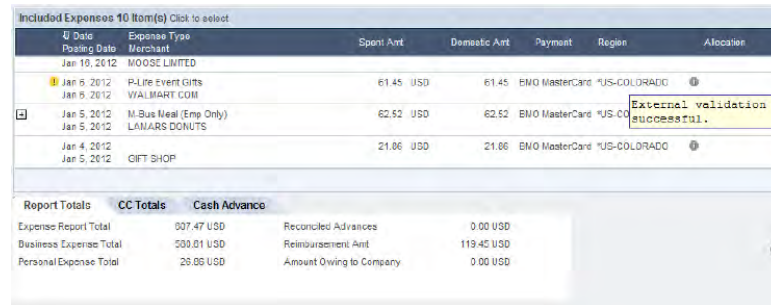 Included Expenses 10 Item(s) Click to select
Date Expense Type Spent Amt Domestic Amt Payment Region Allocation
Posting Date Merchant
Jan 16, 2012 MOOSE LIMITED
Jan 6, 2012 P-Life Event Gifts 61.45 USD 61.45 BMO MasterCard *US-COLORADO
Jan 6, 2012 WALMART COM
Jan 5, 2012 M-Bus Meal (Emp Only) 62.52 USD 62.52 BMO MasterCard *US-CO
Jan 5, 2012 LAMARS DONUTS
External validation
successful.
Jan 4, 2012 21.86 USD 21.86 BMO MasterCard *US-COLORADO
Jan 5, 2012 GIFT SHOP
Report Totals CC Totals Cash Advance
Expense Report Total 607.47 USD Reconciled Advances 0.00 USD
Business Expense Total 580.61 USD Reimbursement Amt 119.45 USD
Personal Expense Total 26.86 USD Amount Owing to Company 0.00 USD